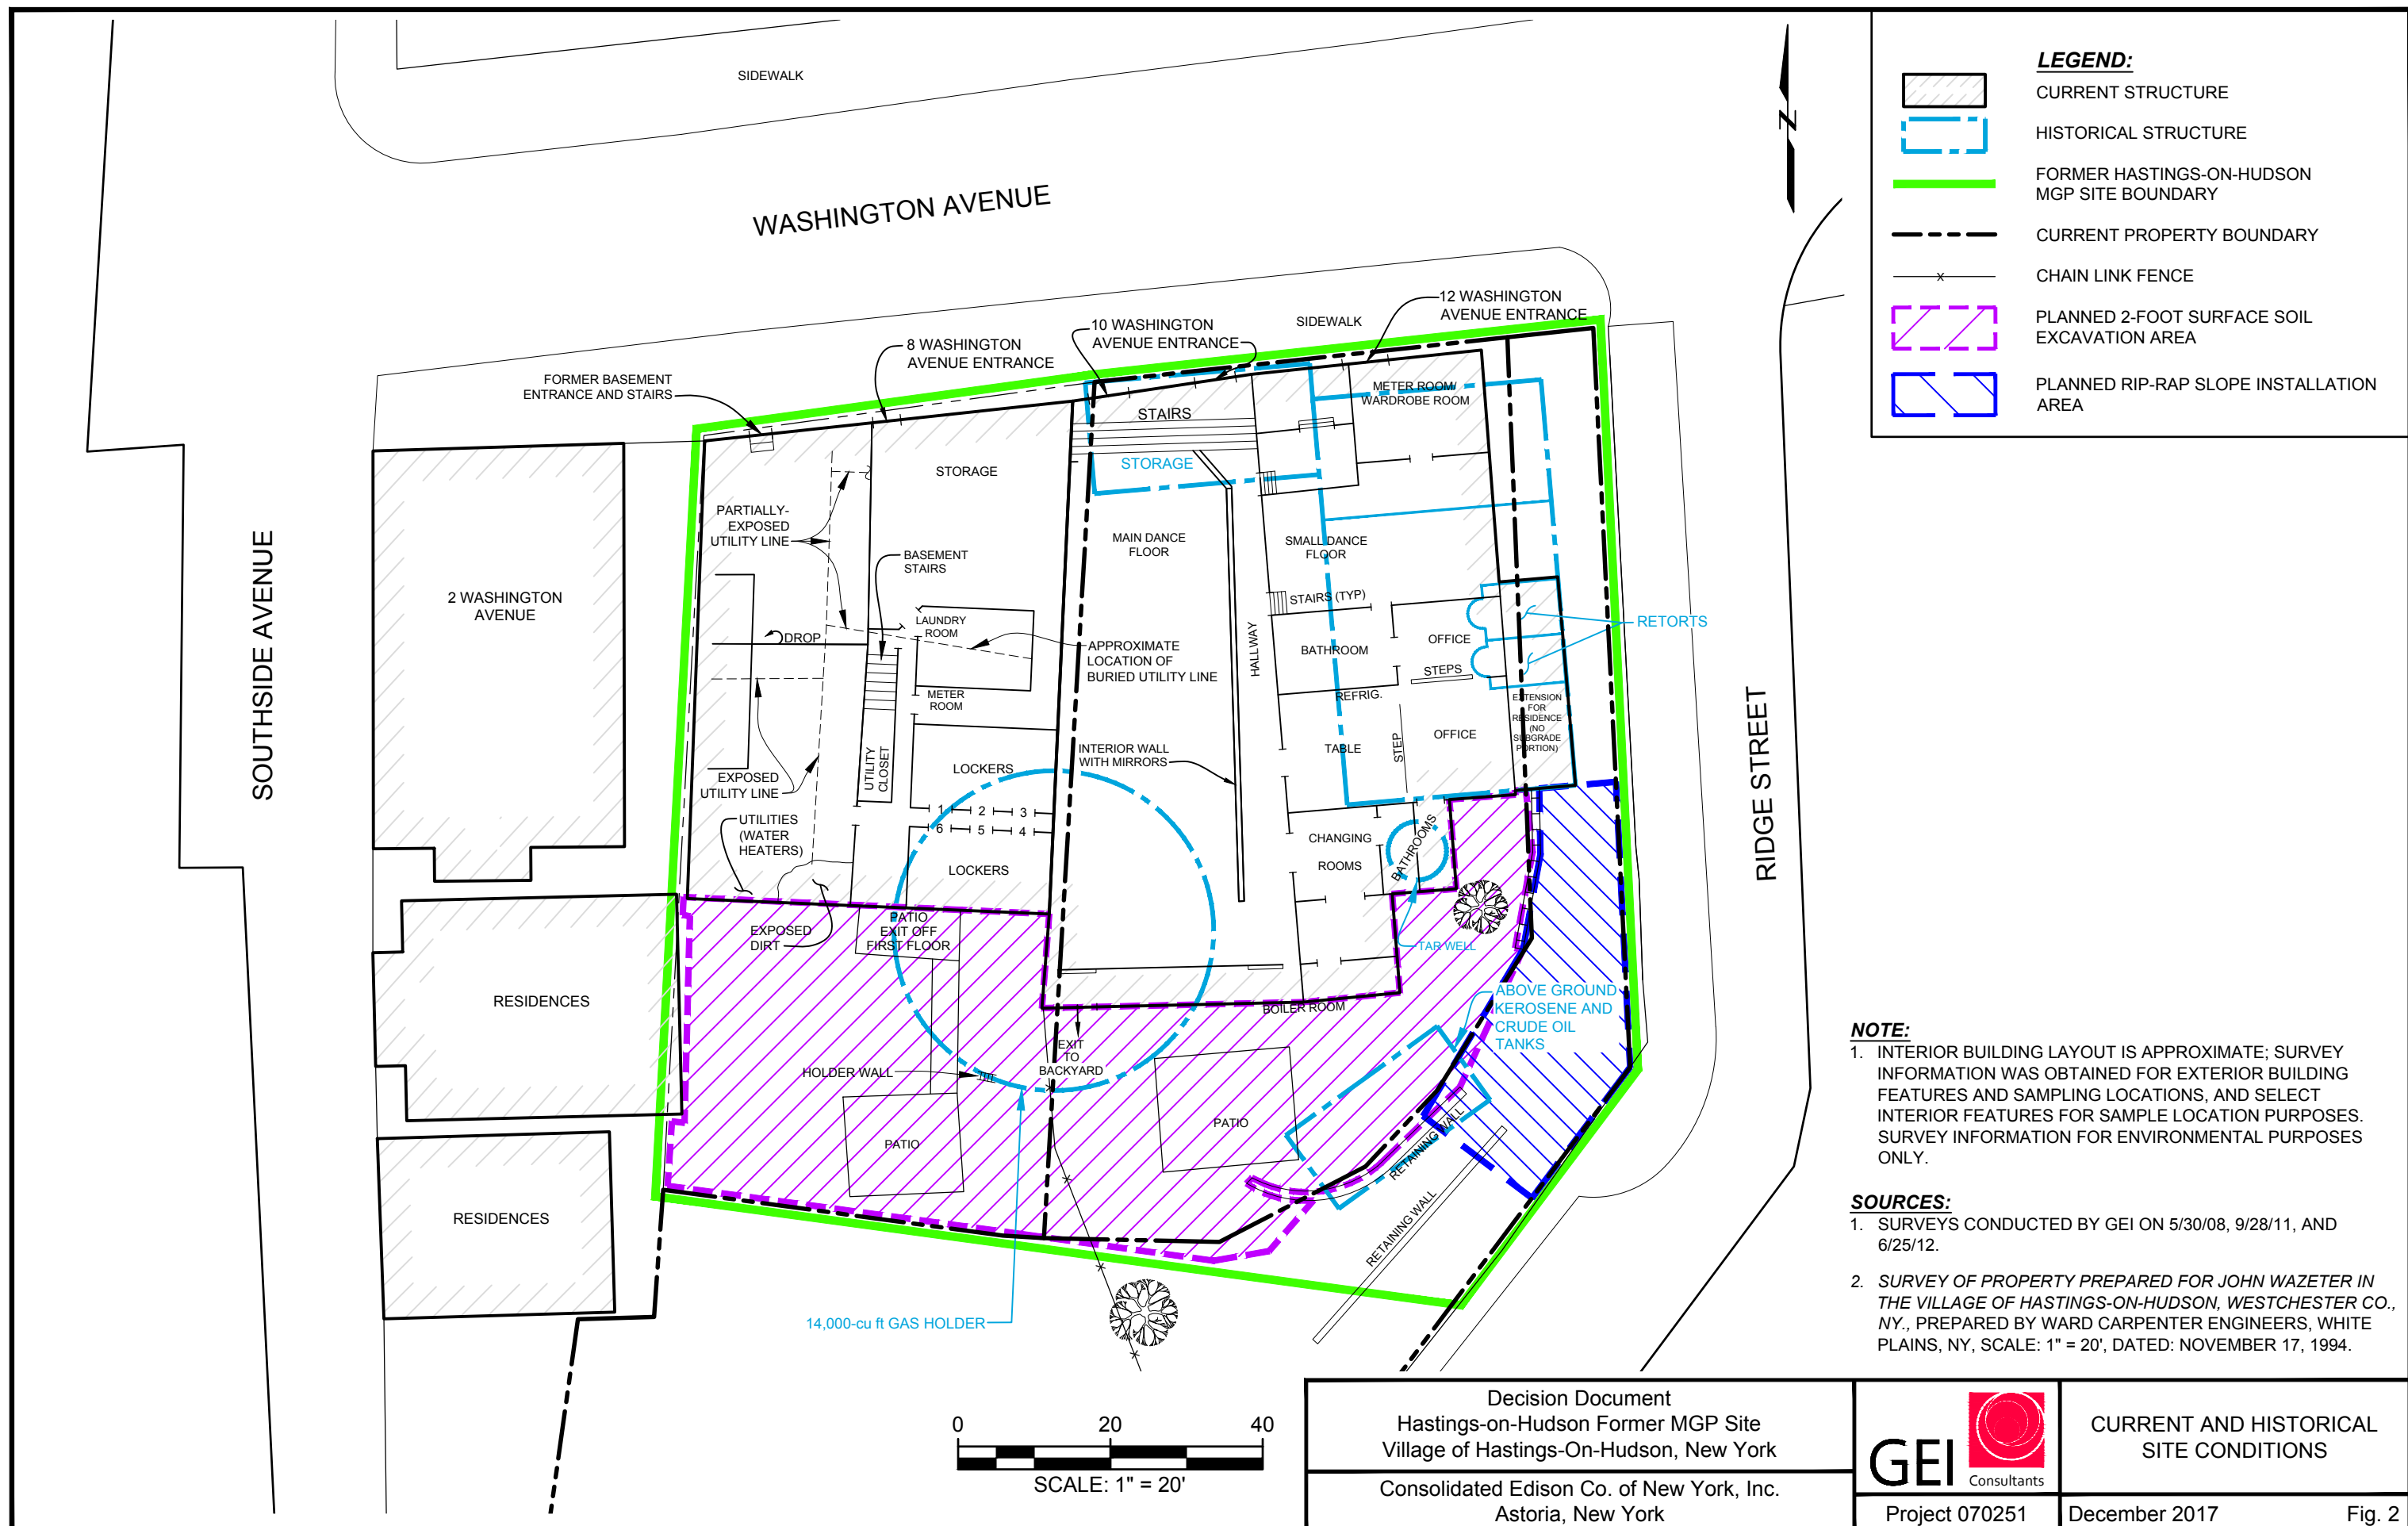 SIDEWALK
WASHINGTON AVENUE
SOUTHSIDE AVENUE
RIDGE STREET
N
LEGEND:
CURRENT STRUCTURE
HISTORICAL STRUCTURE
FORMER HASTINGS-ON-HUDSON
MGP SITE BOUNDARY
CURRENT PROPERTY BOUNDARY
x
CHAIN LINK FENCE
PLANNED 2-FOOT SURFACE SOIL
EXCAVATION AREA
PLANNED RIP-RAP SLOPE INSTALLATION
AREA
12 WASHINGTON
AVENUE ENTRANCE
SIDEWALK
10 WASHINGTON
AVENUE ENTRANCE
8 WASHINGTON
AVENUE ENTRANCE
FORMER BASEMENT
ENTRANCE AND STAIRS
METER ROOM/
WARDROBE ROOM
STAIRS
STORAGE
STORAGE
PARTIALLY-
EXPOSED
UTILITY LINE
BASEMENT
STAIRS
MAIN DANCE
FLOOR
SMALL DANCE
FLOOR
2 WASHINGTON
AVENUE
STAIRS (TYP)
LAUNDRY
ROOM
DROP
RETORTS
HALLWAY
BATHROOM
OFFICE
APPROXIMATE
LOCATION OF
BURIED UTILITY LINE
STEPS
METER
ROOM
REFRIG.
EXTENSION
FOR
RESIDENCE
(NO
SUBGRADE
PORTION)
UTILITY
CLOSET
INTERIOR WALL
WITH MIRRORS
TABLE
STEP
OFFICE
LOCKERS
EXPOSED
UTILITY LINE
1 2 3
6 5 4
UTILITIES
(WATER
HEATERS)
CHANGING
ROOMS
BATHROOMS
LOCKERS
PATIO
EXIT OFF
FIRST FLOOR
EXPOSED
DIRT
TAR WELL
RESIDENCES
ABOVE GROUND
KEROSENE AND
CRUDE OIL
TANKS
BOILER ROOM
EXIT
TO
BACKYARD
HOLDER WALL
PATIO
PATIO
RETAINING WALL
RETAINING WALL
RESIDENCES
14,000-cu ft GAS HOLDER
NOTE:
1. INTERIOR BUILDING LAYOUT IS APPROXIMATE; SURVEY
INFORMATION WAS OBTAINED FOR EXTERIOR BUILDING
FEATURES AND SAMPLING LOCATIONS, AND SELECT
INTERIOR FEATURES FOR SAMPLE LOCATION PURPOSES.
SURVEY INFORMATION FOR ENVIRONMENTAL PURPOSES
ONLY.
SOURCES:
1. SURVEYS CONDUCTED BY GEI ON 5/30/08, 9/28/11, AND
6/25/12.
2. SURVEY OF PROPERTY PREPARED FOR JOHN WAZETER IN
THE VILLAGE OF HASTINGS-ON-HUDSON, WESTCHESTER CO.,
NY., PREPARED BY WARD CARPENTER ENGINEERS, WHITE
PLAINS, NY, SCALE: 1" = 20', DATED: NOVEMBER 17, 1994.
0 20 40
SCALE: 1" = 20'
Decision Document
Hastings-on-Hudson Former MGP Site
Village of Hastings-On-Hudson, New York
Consolidated Edison Co. of New York, Inc.
Astoria, New York
GEI Consultants
Project 070251
CURRENT AND HISTORICAL
SITE CONDITIONS
December 2017 Fig. 2